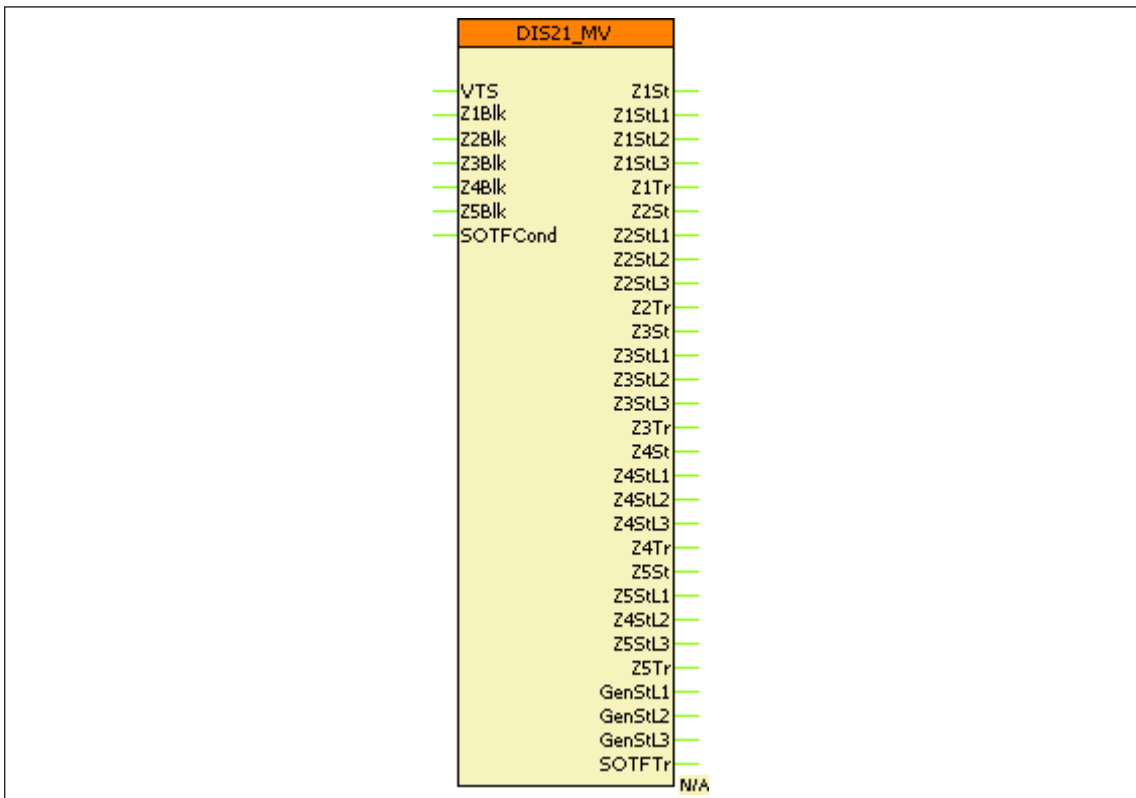 DIS21_MV
VTS Z1St
Z1Blk Z1StL1
Z2Blk Z1StL2
Z3Blk Z1StL3
Z4Blk Z1Tr
Z5Blk Z2St
SOTFCond Z2StL1
Z2StL2
Z2StL3
Z2Tr
Z3St
Z3StL1
Z3StL2
Z3StL3
Z3Tr
Z4St
Z4StL1
Z4StL2
Z4StL3
Z4Tr
Z5St
Z5StL1
Z4StL2
Z5StL3
Z5Tr
GenStL1
GenStL2
GenStL3
SOTFTr
N/A